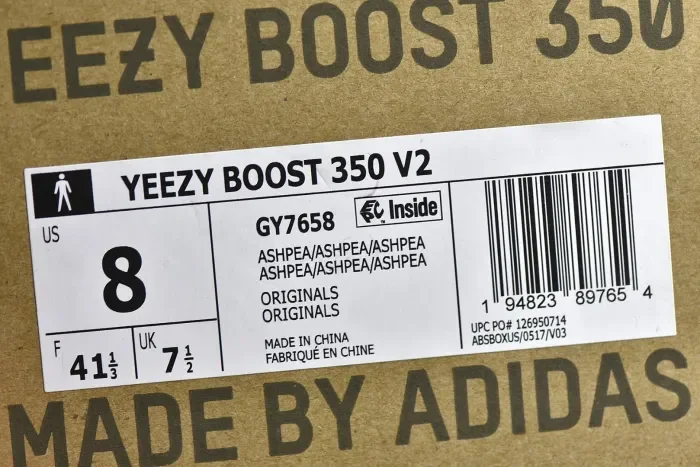 YEEZY BOOST 350
YEEZY BOOST 350 V2
US
8
F 41 1/3
UK 7 1/2
GY7658
Inside
ASHPEA/ASHPEA/ASHPEA
ASHPEA/ASHPEA/ASHPEA
ORIGINALS
ORIGINALS
MADE IN CHINA
FABRIQUÉ EN CHINE
1 94823 89765 4
UPC PO# 126950714
ABSBOXUS/0517/V03
MADE BY ADIDAS